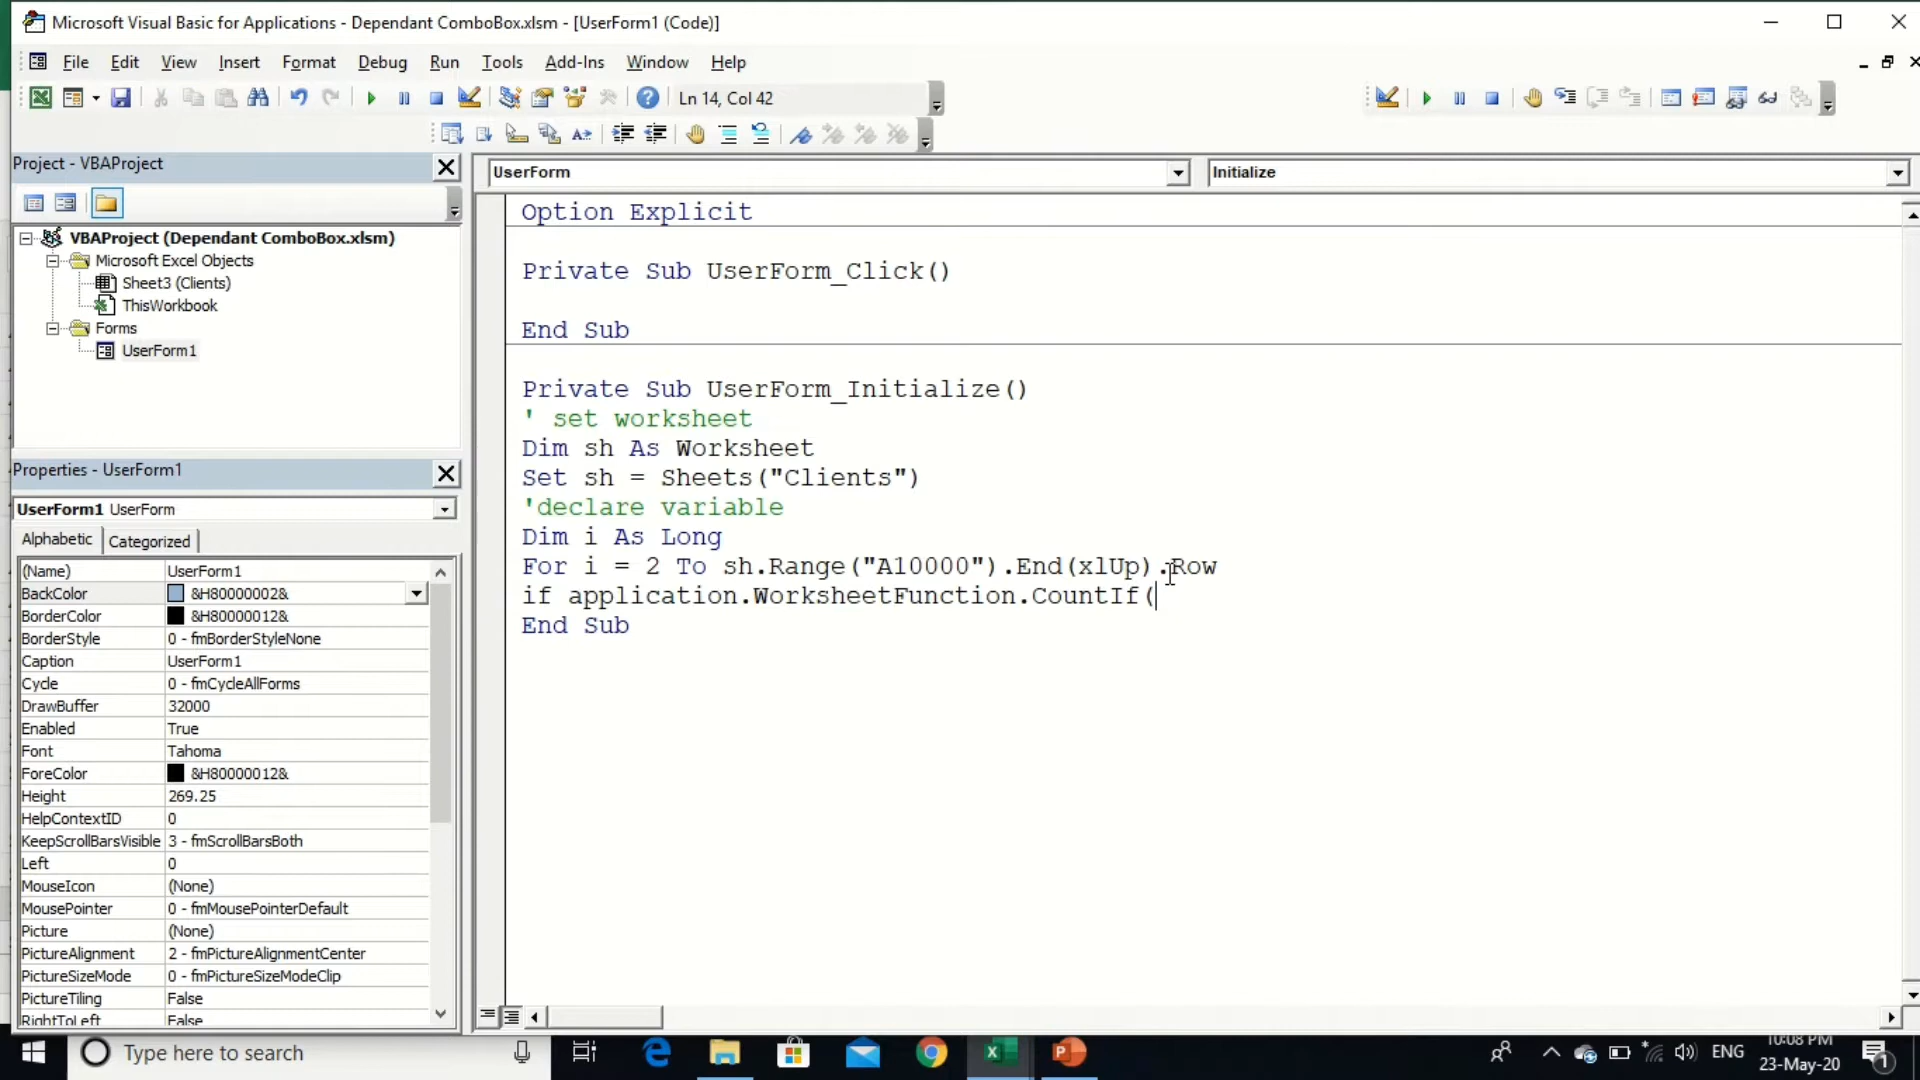 Microsoft Visual Basic for Applications - Dependant ComboBox.xlsm - [UserForm1 (Code)]
File Edit View Insert Format Debug Run Tools Add-Ins Window Help
Ln 14, Col 42
Project - VBAProject
UserForm
Initialize
VBAProject (Dependant ComboBox.xlsm)
Microsoft Excel Objects
Sheet3 (Clients)
ThisWorkbook
Forms
UserForm1
Properties - UserForm1
UserForm1 UserForm
Alphabetic Categorized
(Name) UserForm1
BackColor &H80000002&
BorderColor &H80000012&
BorderStyle 0 - fmBorderStyleNone
Caption UserForm1
Cycle 0 - fmCycleAllForms
DrawBuffer 32000
Enabled True
Font Tahoma
ForeColor &H80000012&
Height 269.25
HelpContextID 0
KeepScrollBarsVisible 3 - fmScrollBarsBoth
Left 0
MouseIcon (None)
MousePointer 0 - fmMousePointerDefault
Picture (None)
PictureAlignment 2 - fmPictureAlignmentCenter
PictureSizeMode 0 - fmPictureSizeModeClip
PictureTiling False
RightToLeft False
Option Explicit
Private Sub UserForm_Click()
End Sub
Private Sub UserForm_Initialize()
' set worksheet
Dim sh As Worksheet
Set sh = Sheets("Clients")
'declare variable
Dim i As Long
For i = 2 To sh.Range("A10000").End(xlUp).Row
if application.WorksheetFunction.CountIf(
End Sub
Type here to search
ENG
10:08 PM
23-May-20
1